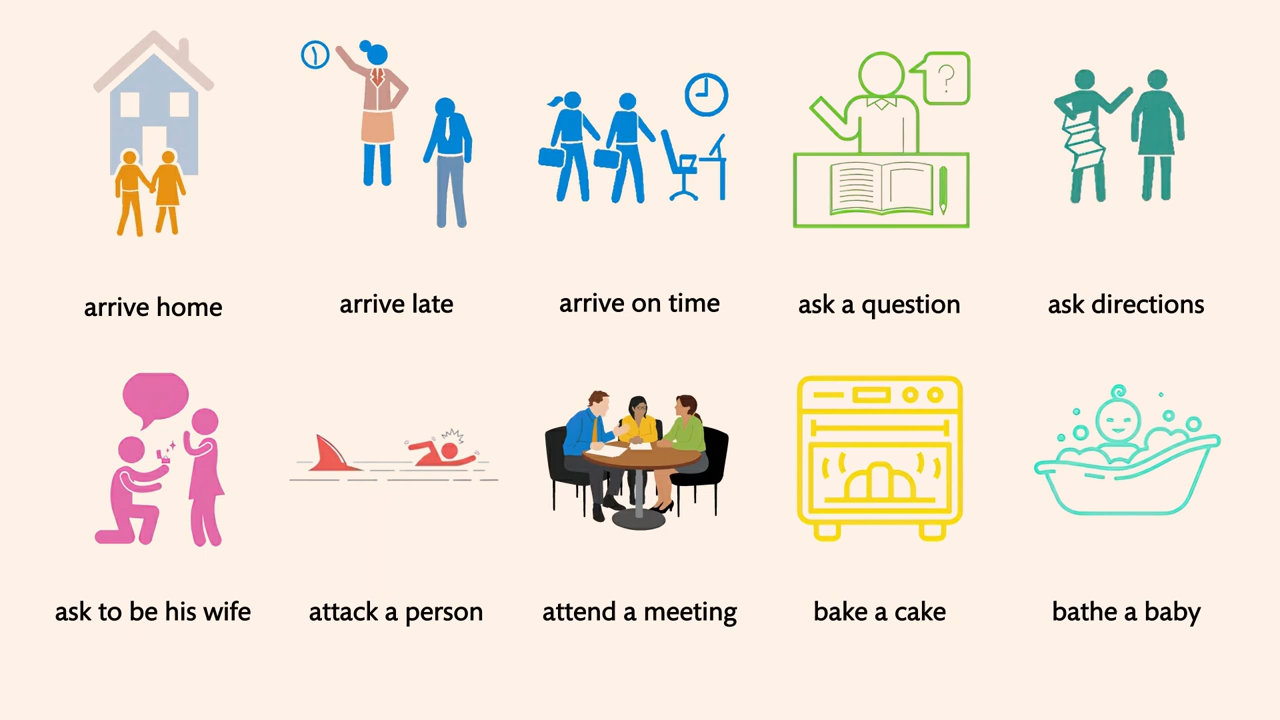 ?
arrive home
arrive late
arrive on time
ask a question
ask directions
ask to be his wife
attack a person
attend a meeting
bake a cake
bathe a baby